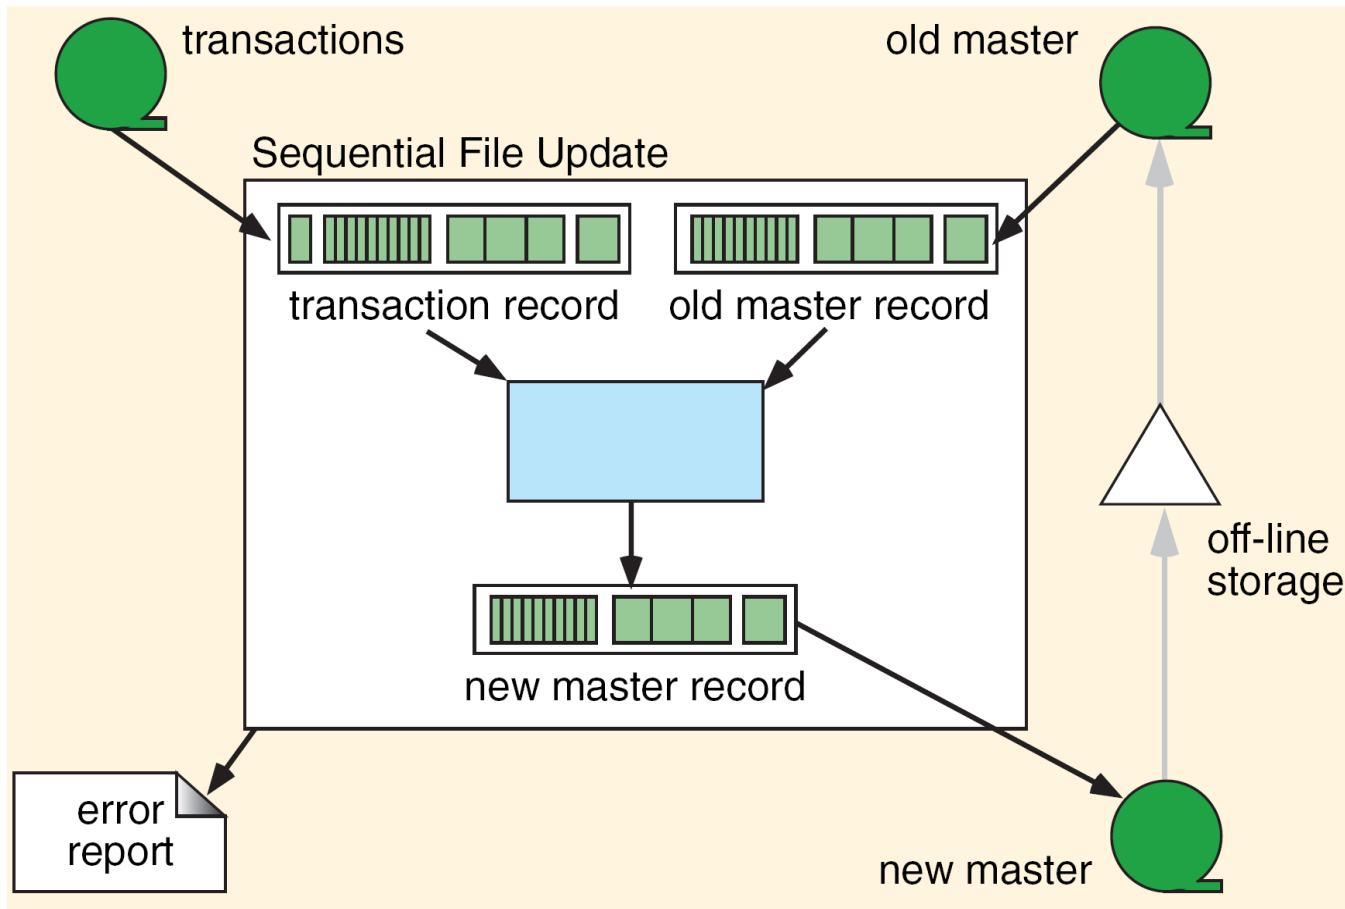 transactions
old master
Sequential File Update
transaction record
old master record
off-line
storage
new master record
error
report
new master